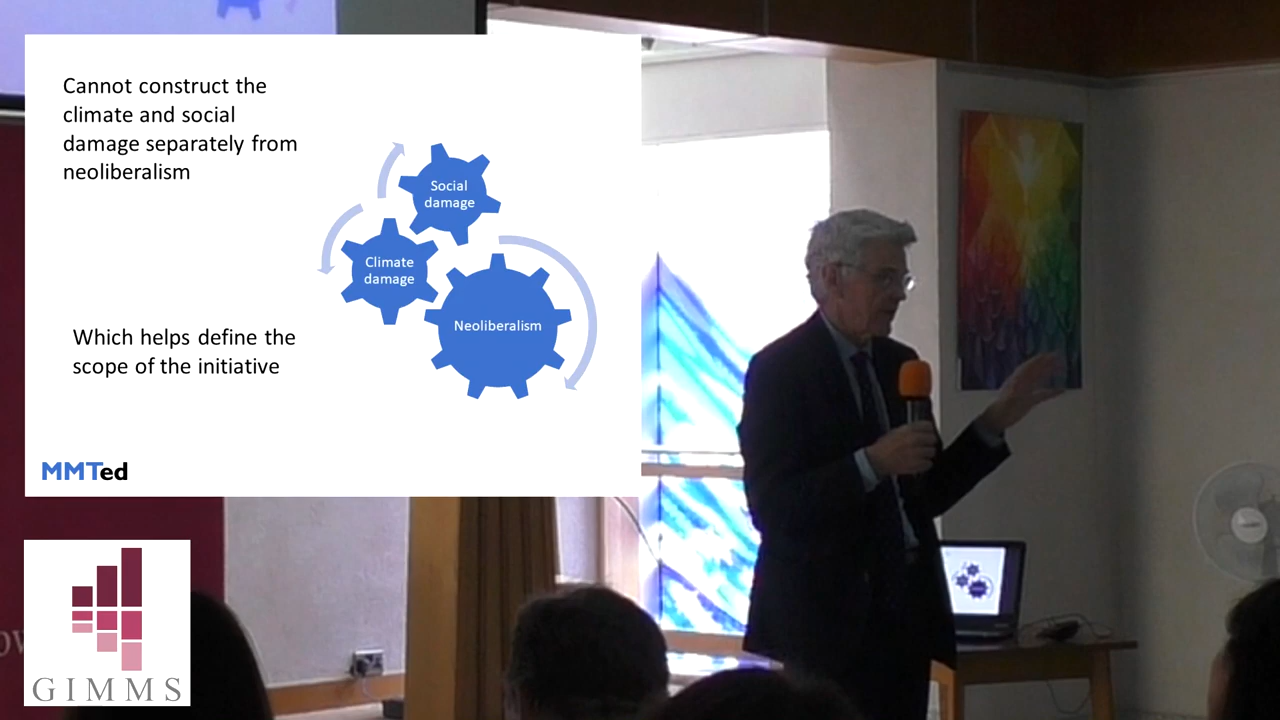 Cannot construct the
climate and social
damage separately from
neoliberalism
Social
damage
Climate
damage
Neoliberalism
Which helps define the
scope of the initiative
MMTed
GIMMS